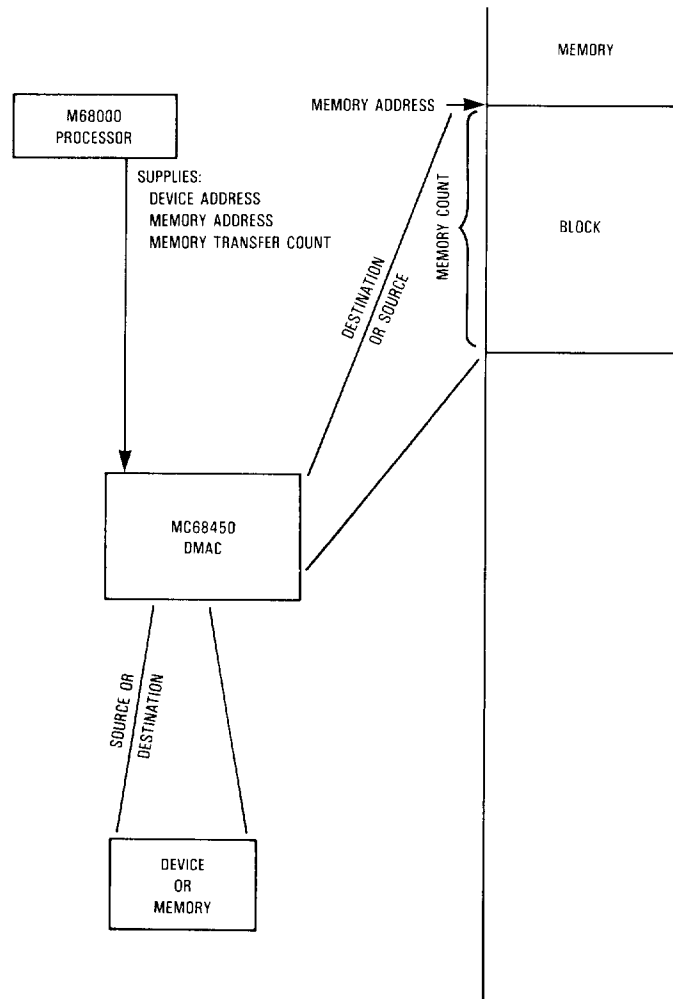 MEMORY
MEMORY ADDRESS
M68000
PROCESSOR
SUPPLIES:
DEVICE ADDRESS
MEMORY ADDRESS
MEMORY TRANSFER COUNT
MEMORY COUNT
BLOCK
DESTINATION
OR SOURCE
MC68450
DMAC
SOURCE OR
DESTINATION
DEVICE
OR
MEMORY